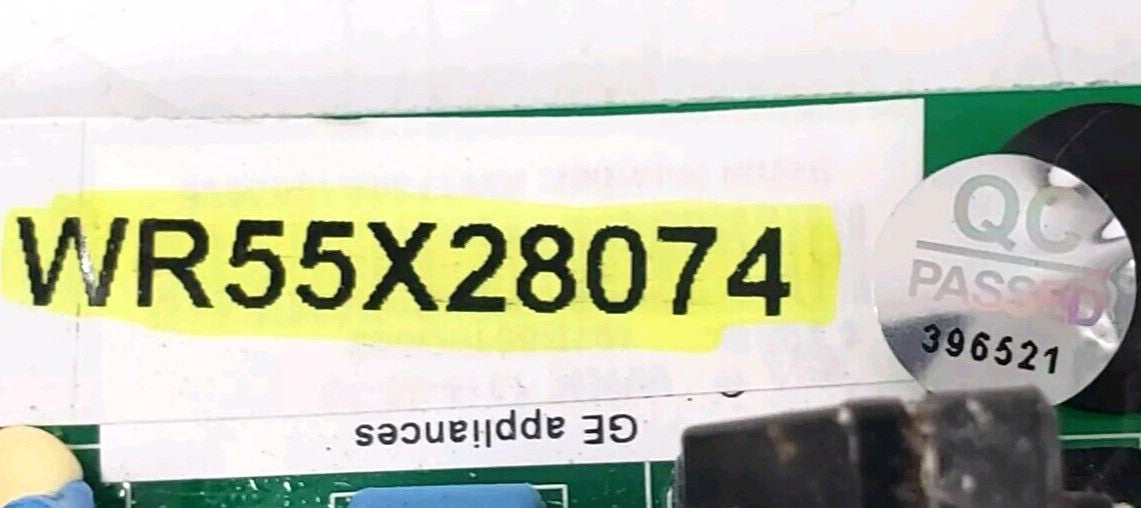 WR55X28074
QC
PASSED
396521
GE appliances